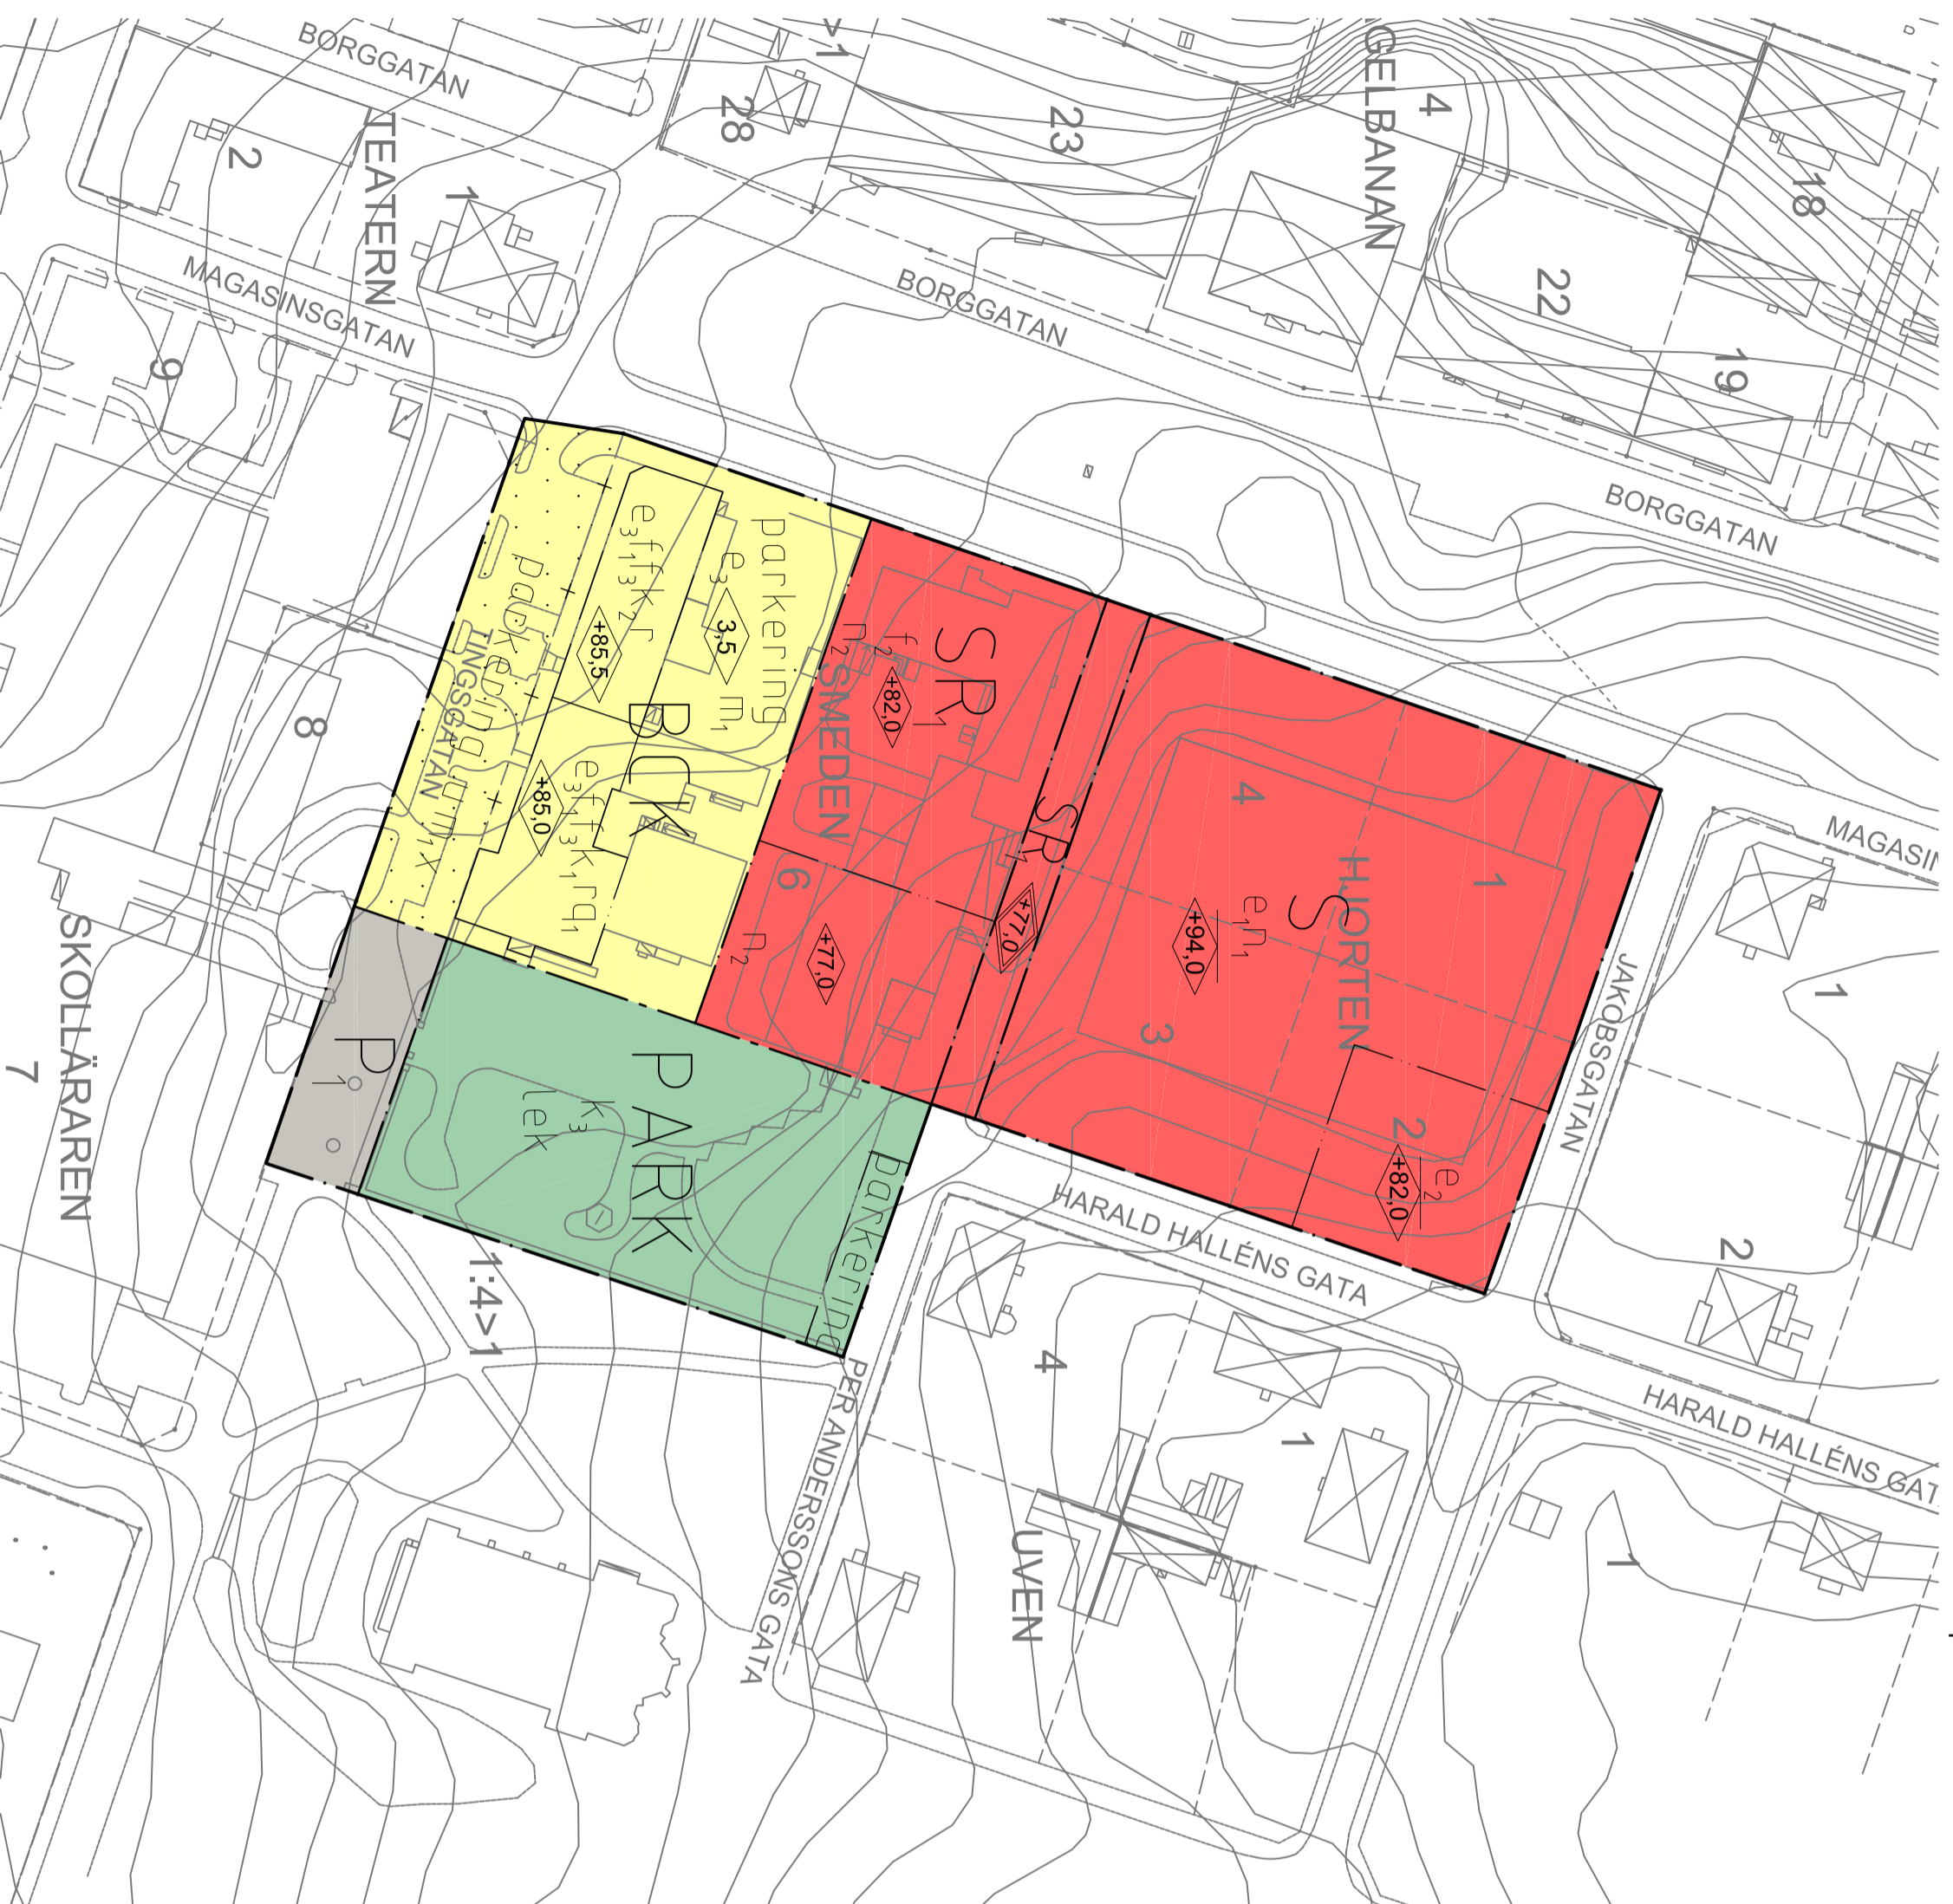 BORGGATAN
>1
28
23
GELBANAN
4
18
2
TEATERN
1
MAGASINSGATAN
9
BORGGATAN
22
19
BORGGATAN
parkering
e₃
3,5
m₁
e₃f₁f₃k₂r
+85,5
BCK
e₃f₁f₃k₁rq₁
+85,0
parkering
g
m₁x
TINGSGATAN
8
SR₁
f₂
n₂
+82,0
SMEDEN
6
n₂
+77,0
SR₁
+77,0
4
1
S
HJORTEN
e₁n₁
+94,0
3
2
e₂
+82,0
MAGASIN
JAKOBSGATAN
1
2
SKOLLÄRAREN
7
P₁
PARK
k₃
lek
parkering
1:4>1
HARALD HALLÉNS GATA
HARALD HALLÉNS GAT
4
1
1
UVEN
PER ANDERSSONS GATA